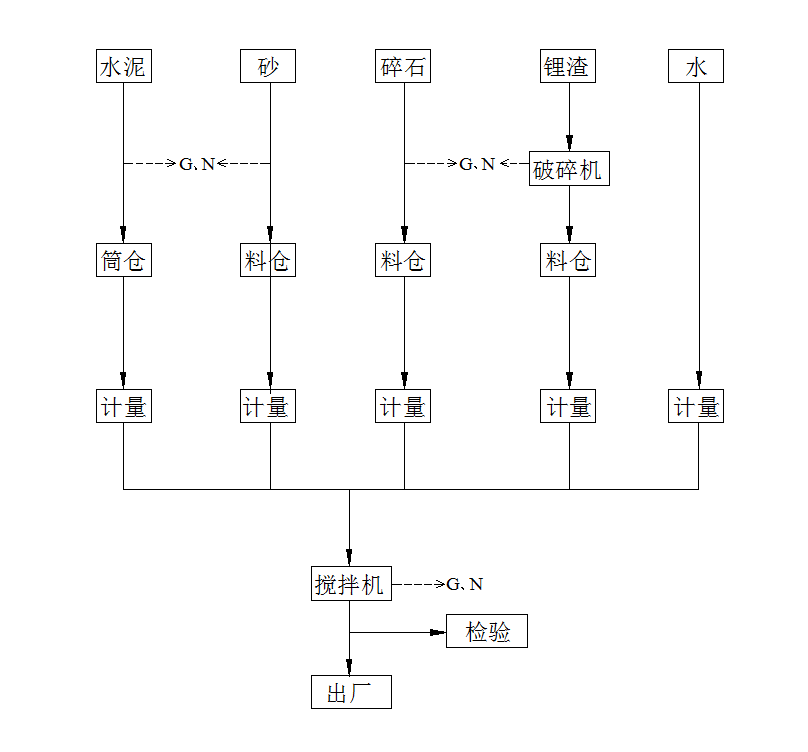 水泥 砂 碎石 锂渣 水
G、N G、N 破碎机
筒仓 料仓 料仓 料仓
计量 计量 计量 计量 计量
搅拌机 G、N
检验
出厂